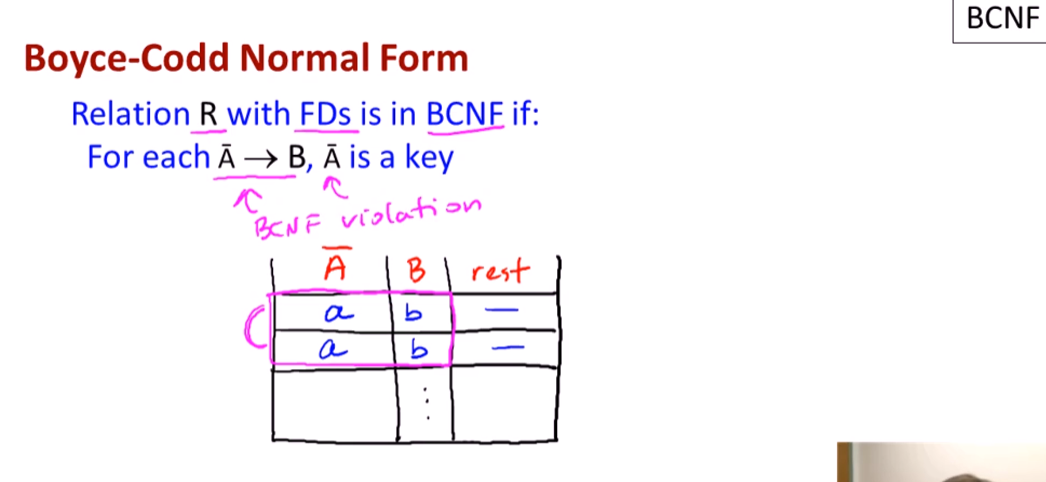 BCNF
Boyce-Codd Normal Form
Relation R with FDs is in BCNF if:
For each Ā → B, Ā is a key
BCNF violation
Ā B rest
a b —
a b —
⋮